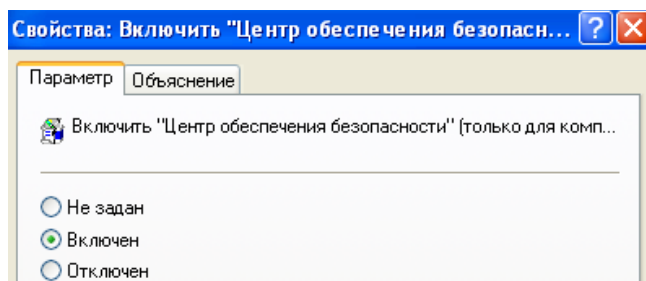 Свойства: Включить "Центр обеспечения безопасн...
Параметр Объяснение
Включить "Центр обеспечения безопасности" (только для комп...
Не задан
Включен
Отключен